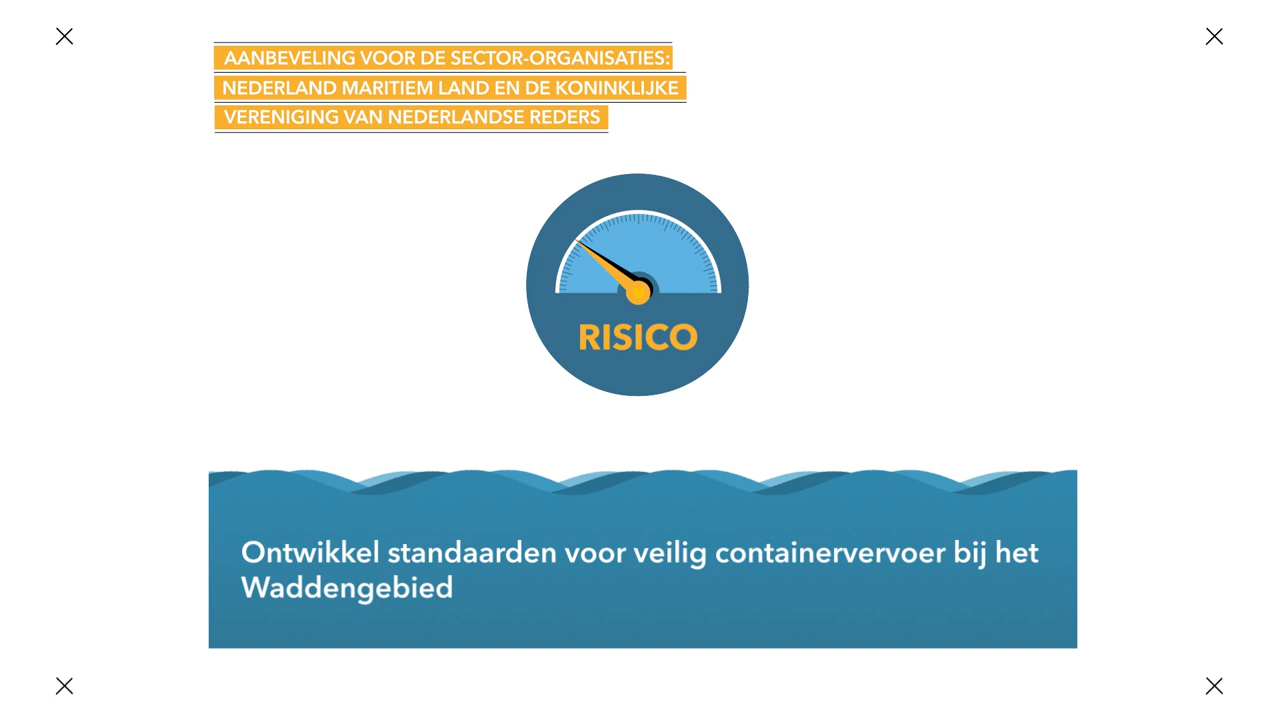 AANBEVELING VOOR DE SECTOR-ORGANISATIES:
NEDERLAND MARITIEM LAND EN DE KONINKLIJKE
VERENIGING VAN NEDERLANDSE REDERS
RISICO
Ontwikkel standaarden voor veilig containervervoer bij het
Waddengebied